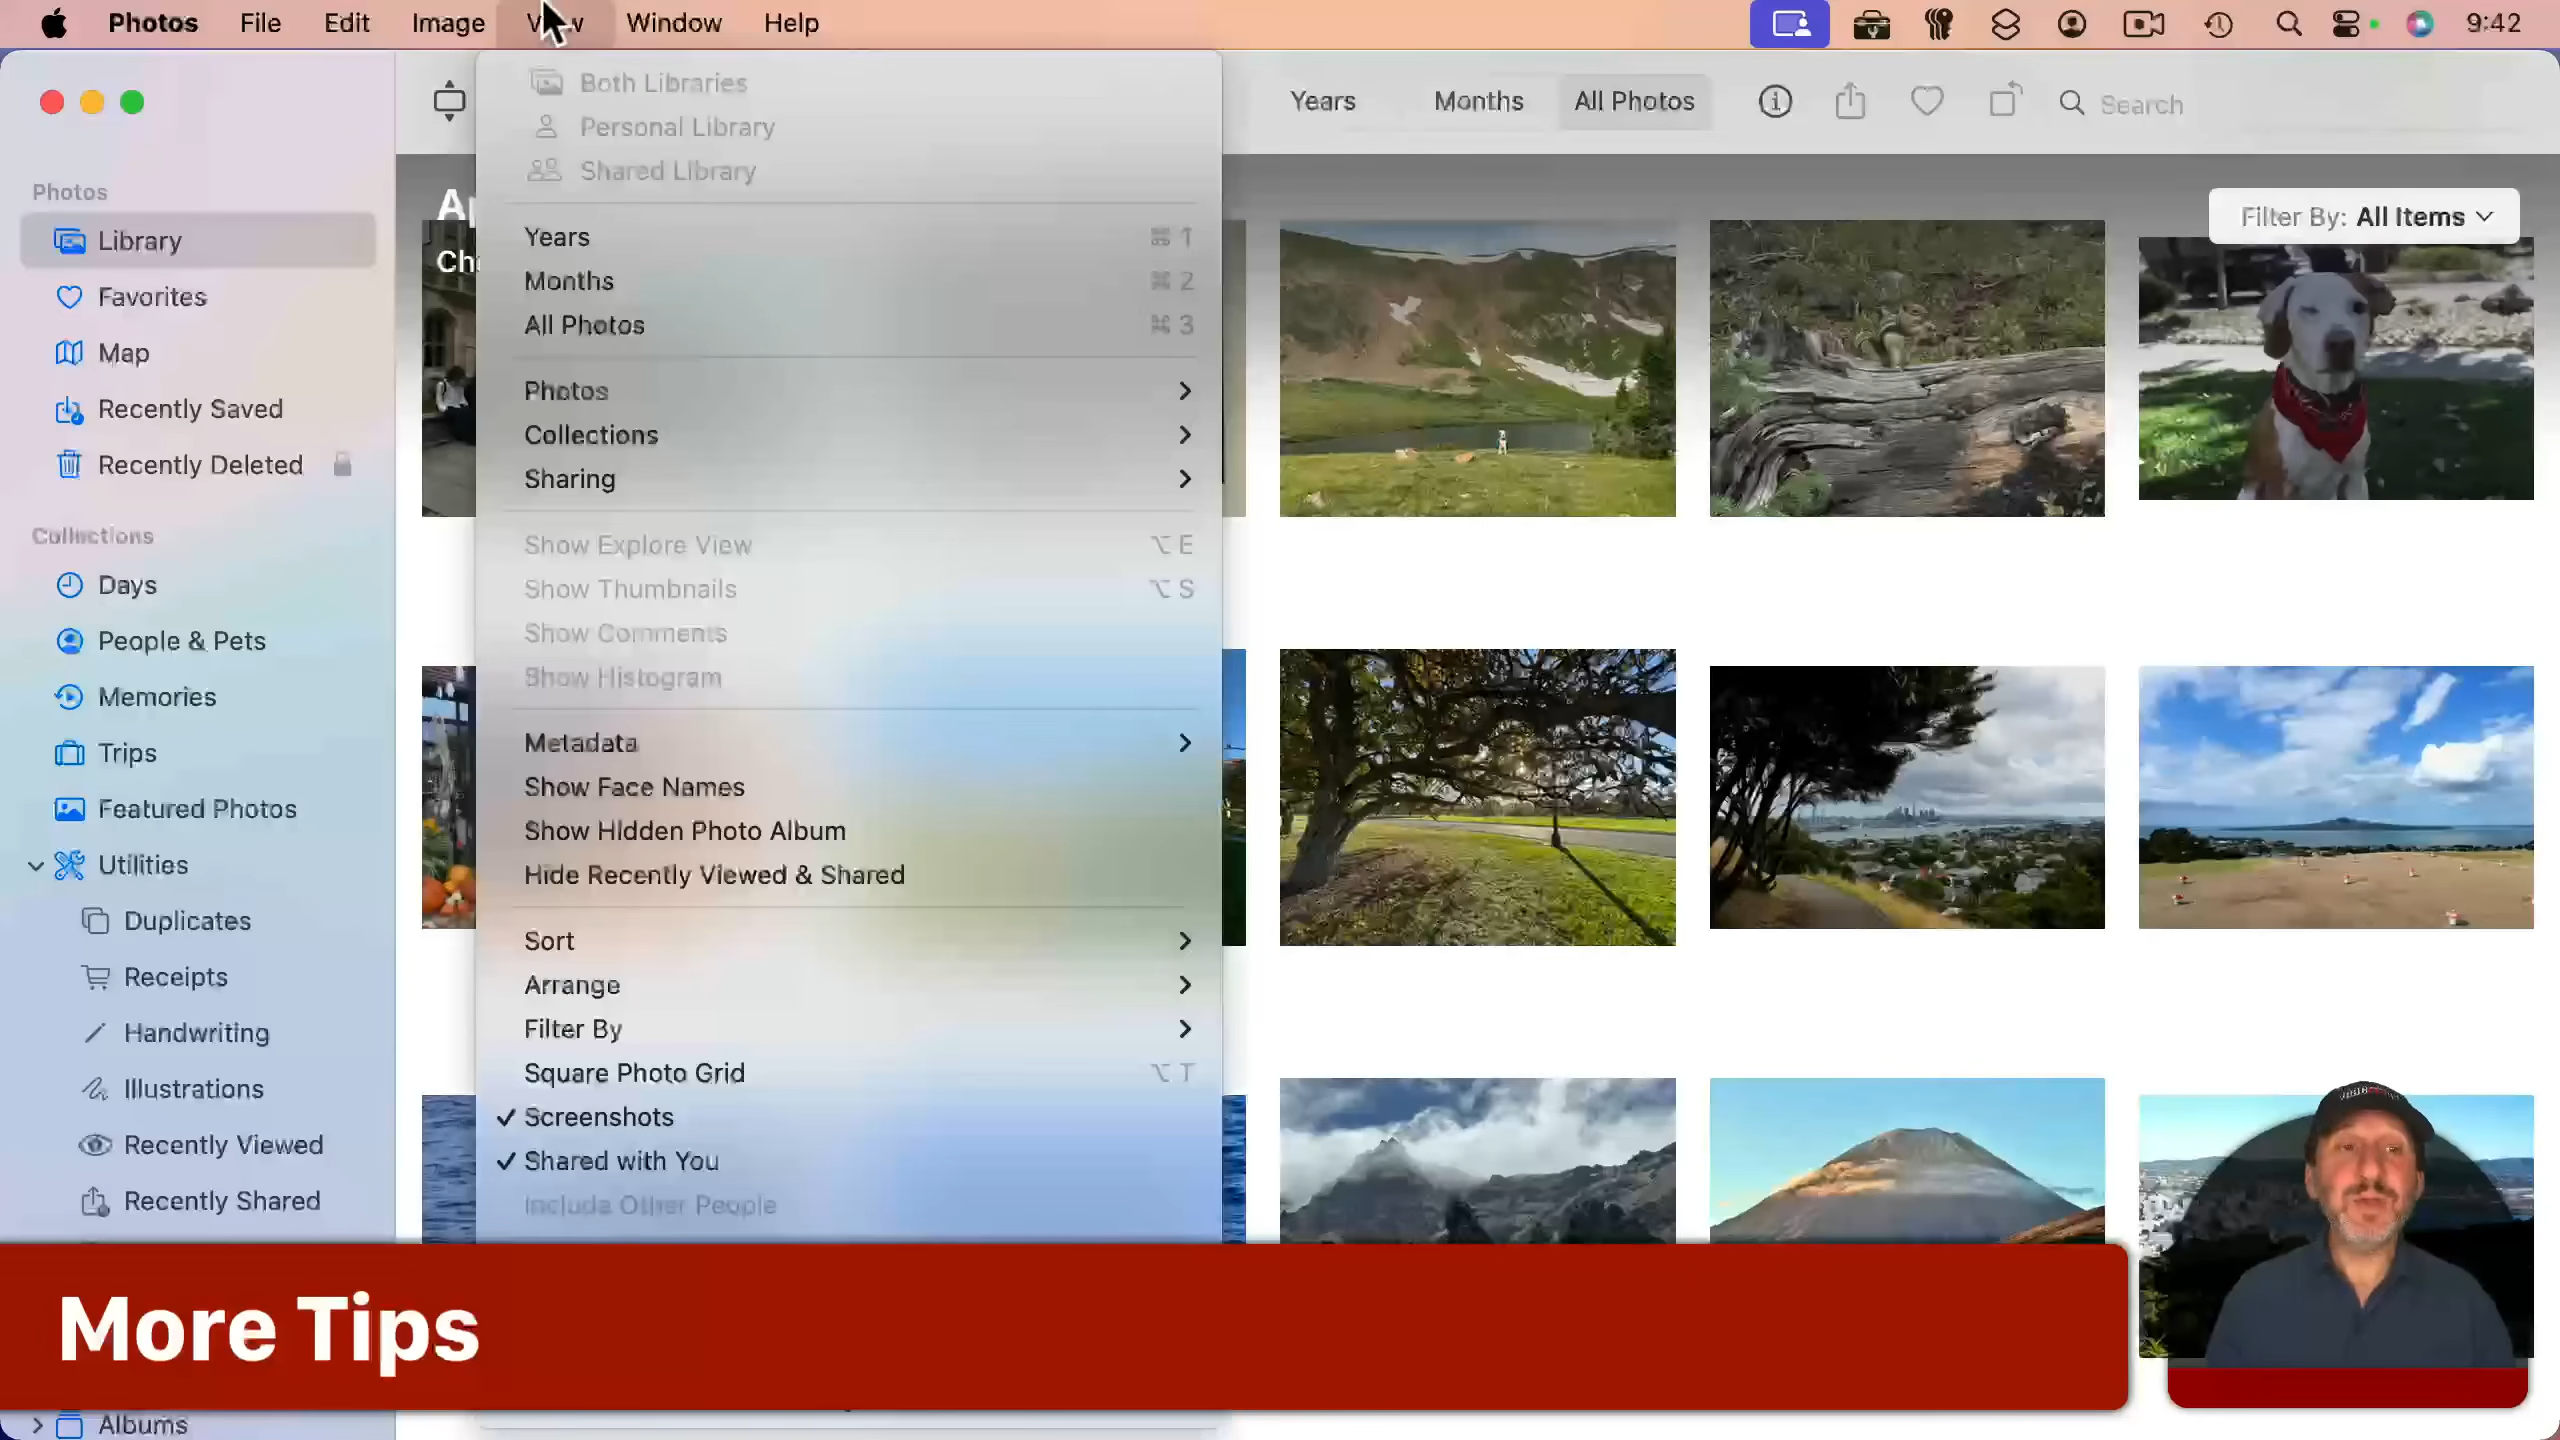 Photos File Edit Image Window Help 9:42
Years Months All Photos Search
Photos
Library
Favorites
Map
Recently Saved
Recently Deleted
Collections
Days
People & Pets
Memories
Trips
Featured Photos
Utilities
Duplicates
Receipts
Handwriting
Illustrations
Recently Viewed
Recently Shared
Albums
Both Libraries
Personal Library
Shared Library
Years ⌘ 1
Months ⌘ 2
All Photos ⌘ 3
Photos
Collections
Sharing
Show Explore View ⌥ E
Show Thumbnails ⌥ S
Show Comments
Show Histogram
Metadata
Show Face Names
Show Hidden Photo Album
Hide Recently Viewed & Shared
Sort
Arrange
Filter By
Square Photo Grid ⌥ T
✓ Screenshots
✓ Shared with You
Include Other People
Filter By: All Items
More Tips